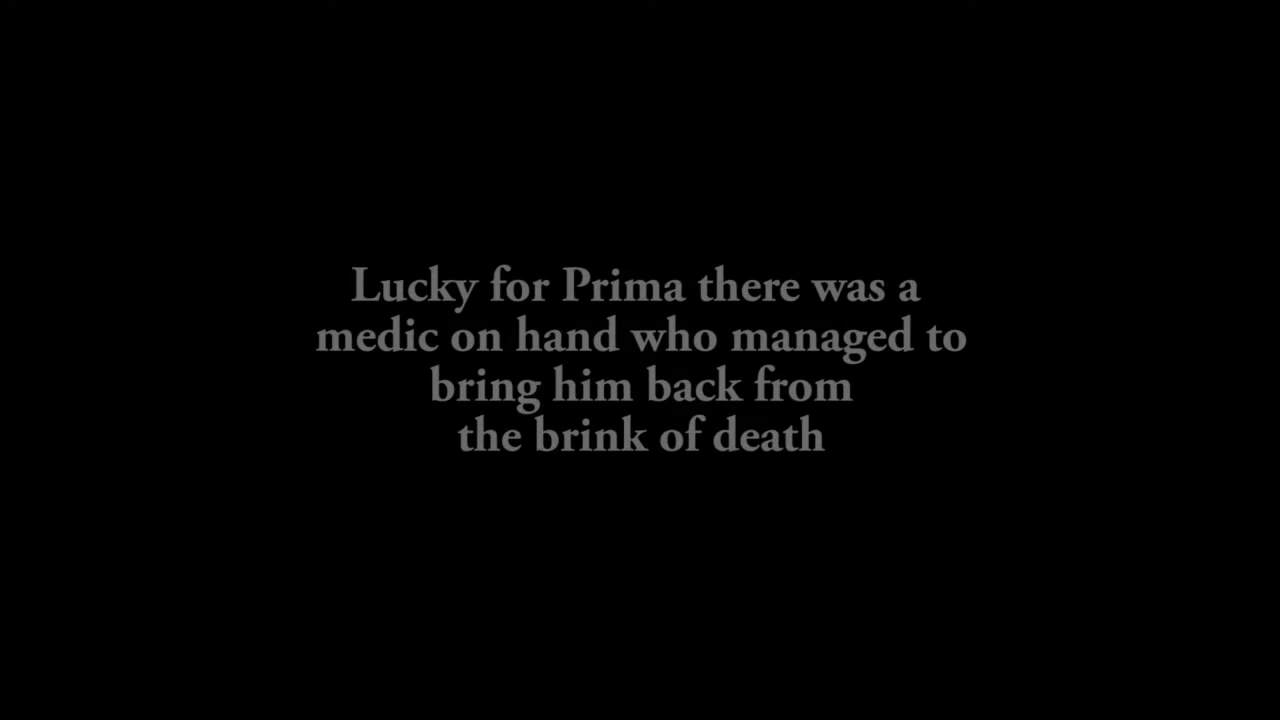 Lucky for Prima there was a
medic on hand who managed to
bring him back from
the brink of death